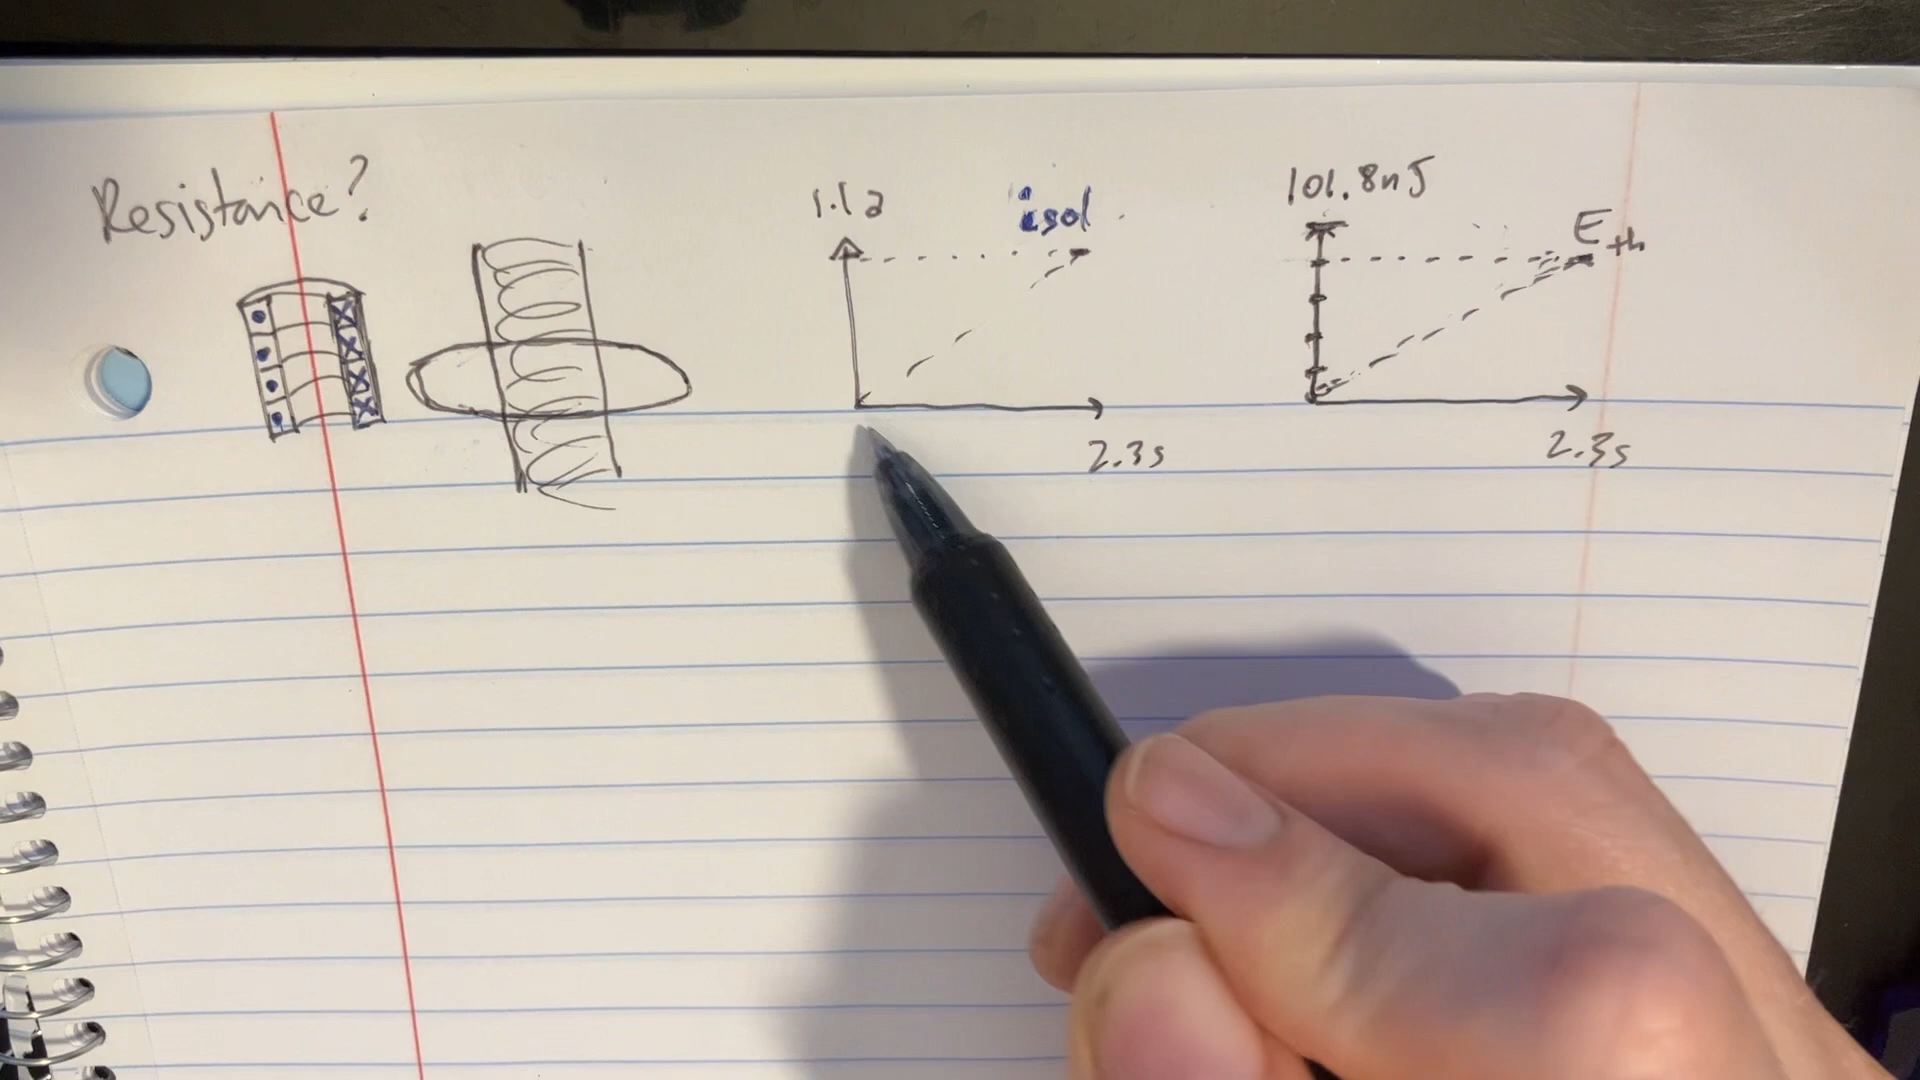 Resistance?
1.1a
isol
2.3s
101.8nJ
Eth
2.3s